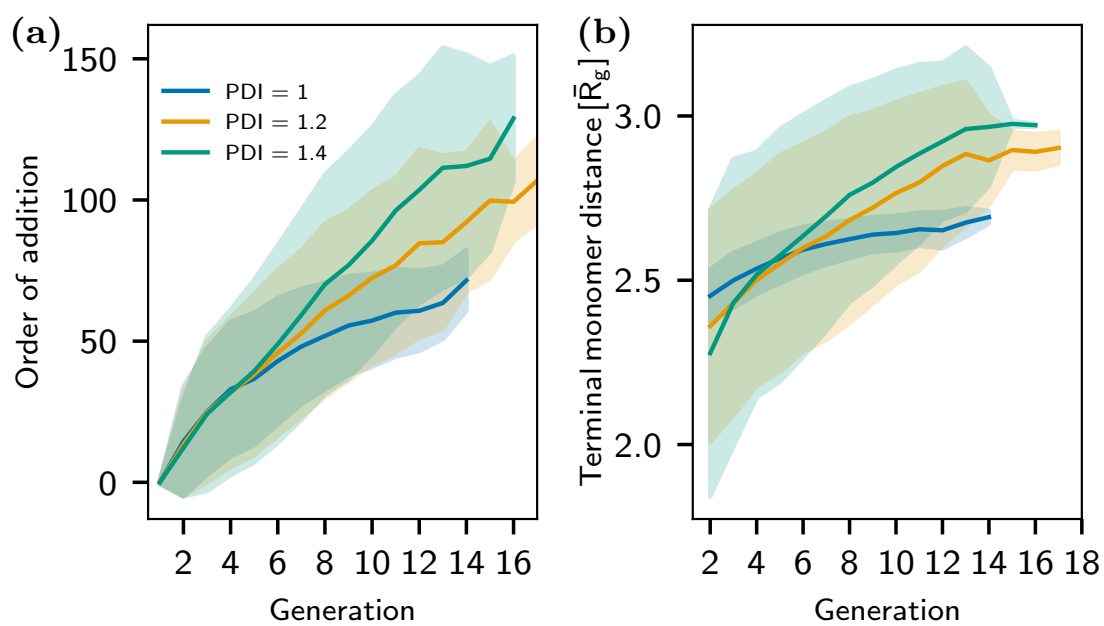 (a)
Order of addition
150
100
50
0
PDI = 1
PDI = 1.2
PDI = 1.4
2 4 6 8 10 12 14 16
Generation
(b)
Terminal monomer distance [R̄g]
3.0
2.5
2.0
2 4 6 8 10 12 14 16 18
Generation